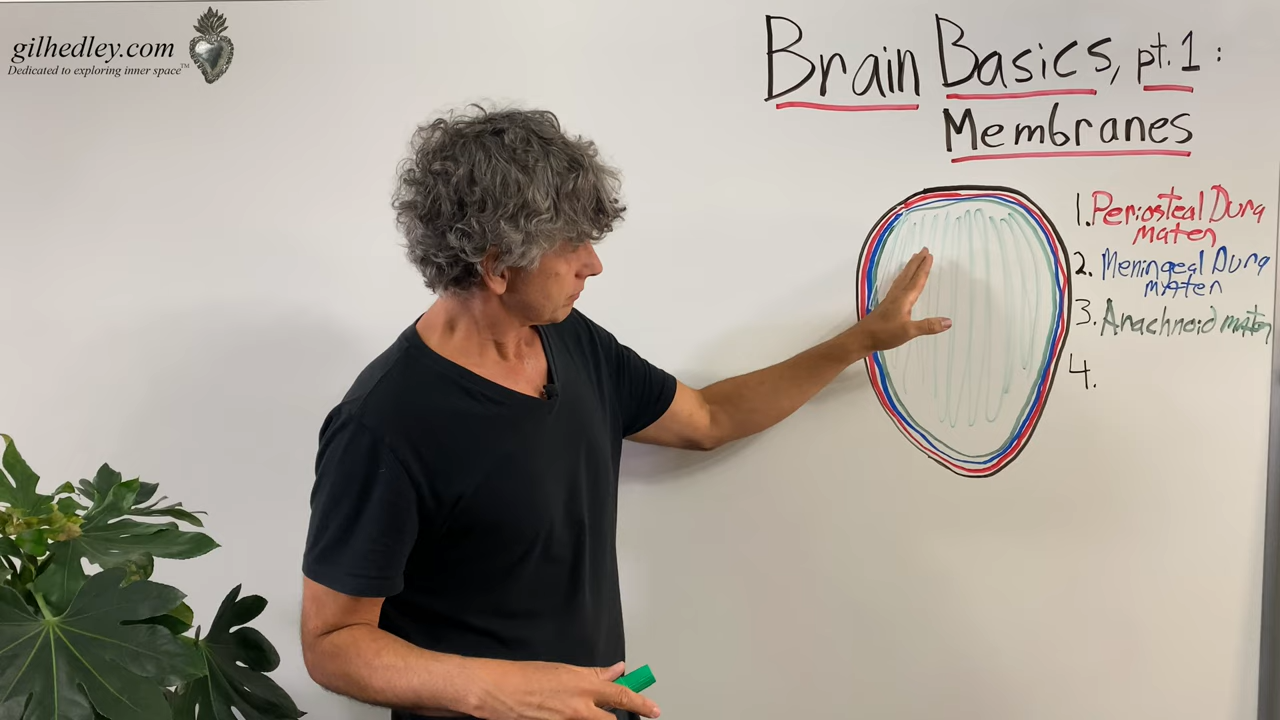 gilhedley.com
Dedicated to exploring inner space™
Brain Basics, pt. 1:
Membranes
1. Periosteal Dura
mater
2. Meningeal Dura
mater
3. Arachnoid mater
4.